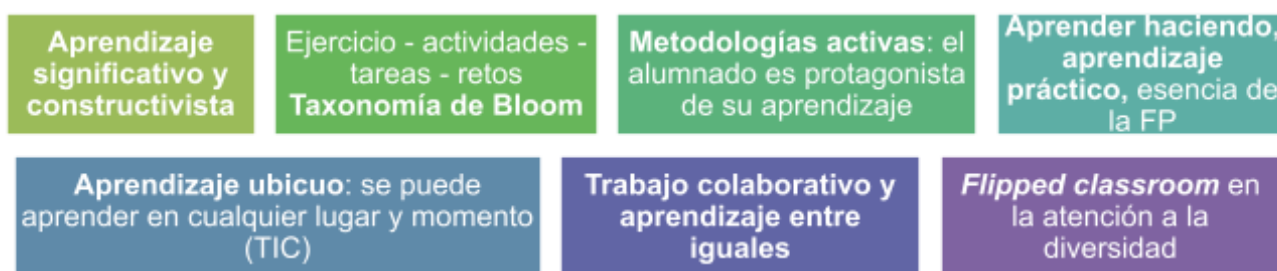 Aprendizaje
significativo y
constructivista
Ejercicio - actividades -
tareas - retos
Taxonomía de Bloom
Metodologías activas: el
alumnado es protagonista
de su aprendizaje
Aprender haciendo,
aprendizaje
práctico, esencia de
la FP
Aprendizaje ubicuo: se puede
aprender en cualquier lugar y momento
(TIC)
Trabajo colaborativo y
aprendizaje entre
iguales
Flipped classroom en
la atención a la
diversidad